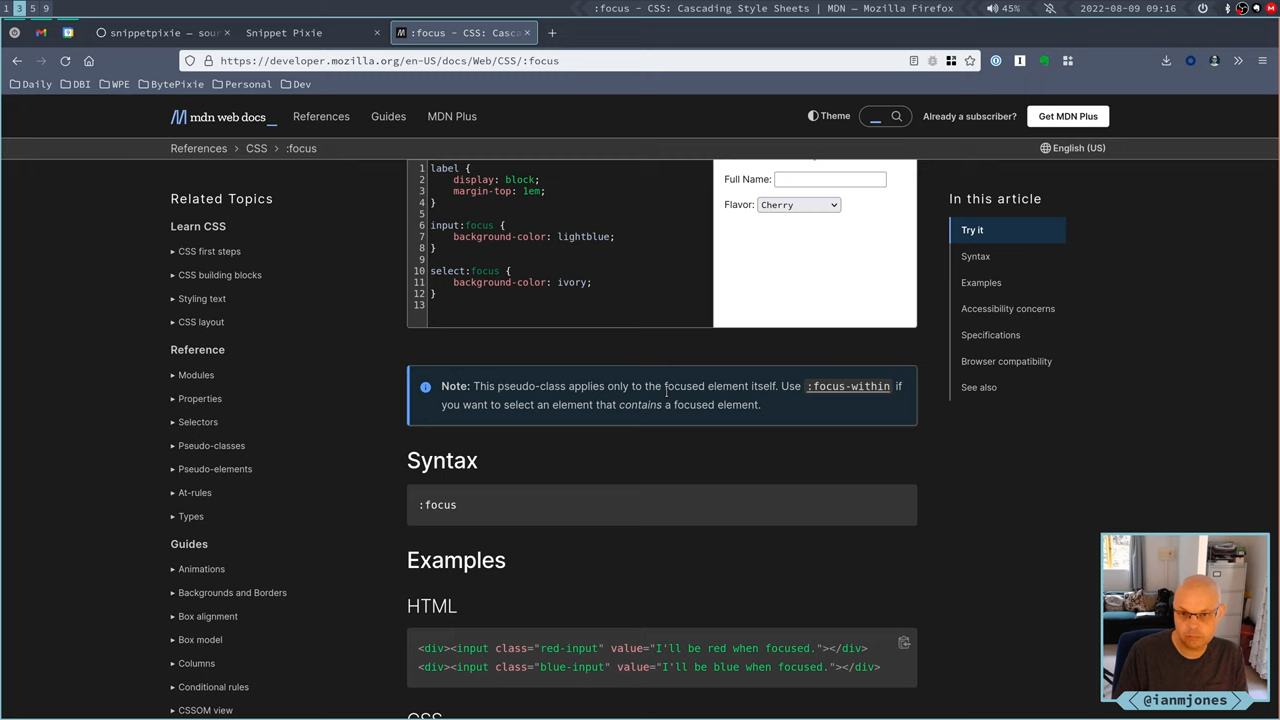 1 3 5 9
:focus - CSS: Cascading Style Sheets | MDN — Mozilla Firefox
45%
2022-08-09 09:16
snippetpixie — sour
Snippet Pixie
:focus - CSS: Casca
https://developer.mozilla.org/en-US/docs/Web/CSS/:focus
Daily
DBI
WPE
BytePixie
Personal
Dev
mdn web docs_
References
Guides
MDN Plus
Theme
Already a subscriber?
Get MDN Plus
References
CSS
:focus
English (US)
Related Topics
Learn CSS
CSS first steps
CSS building blocks
Styling text
CSS layout
Reference
Modules
Properties
Selectors
Pseudo-classes
Pseudo-elements
At-rules
Types
Guides
Animations
Backgrounds and Borders
Box alignment
Box model
Columns
Conditional rules
CSSOM view
1 label {
2 display: block;
3 margin-top: 1em;
4 }
5
6 input:focus {
7 background-color: lightblue;
8 }
9
10 select:focus {
11 background-color: ivory;
12 }
13
Full Name:
Flavor: Cherry
Note: This pseudo-class applies only to the focused element itself. Use :focus-within if
you want to select an element that contains a focused element.
Syntax
:focus
Examples
HTML
<div><input class="red-input" value="I'll be red when focused."></div>
<div><input class="blue-input" value="I'll be blue when focused."></div>
In this article
Try it
Syntax
Examples
Accessibility concerns
Specifications
Browser compatibility
See also
@ianmjones